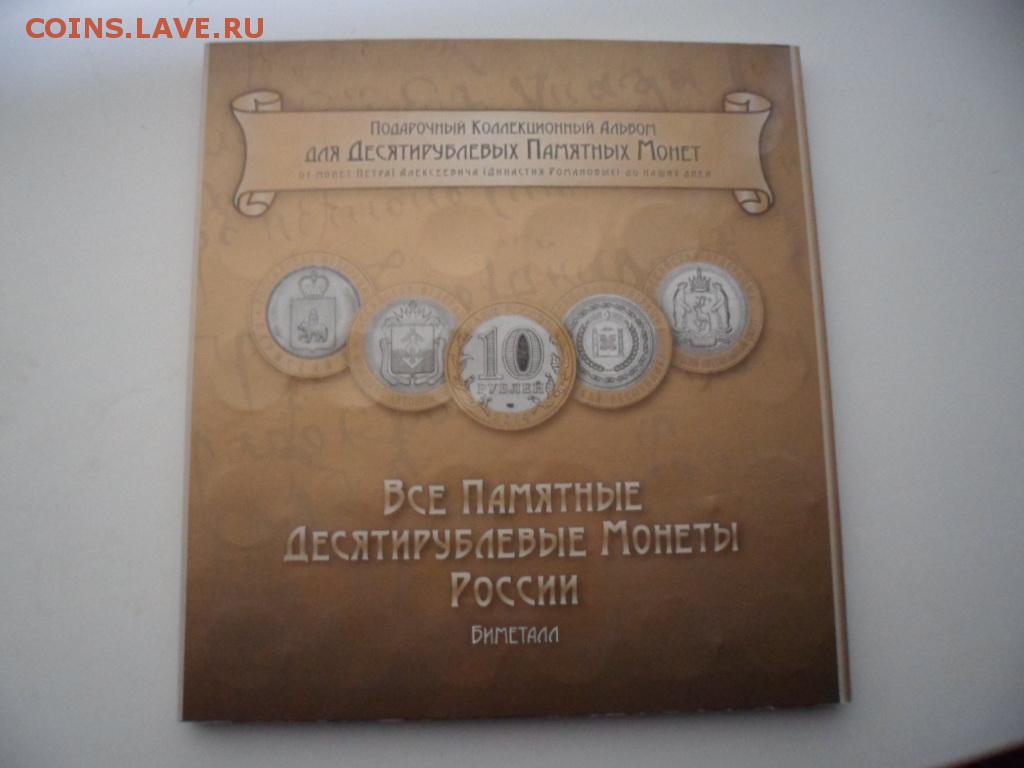 COINS.LAVE.RU
Подарочный Коллекционный Альбом
для Десятирублевых Памятных Монет
от монет Петра I Алексеевича (Династия Романовых) до наших дней
10
РУБЛЕЙ
Все Памятные
Десятирублевые Монеты
России
Биметалл